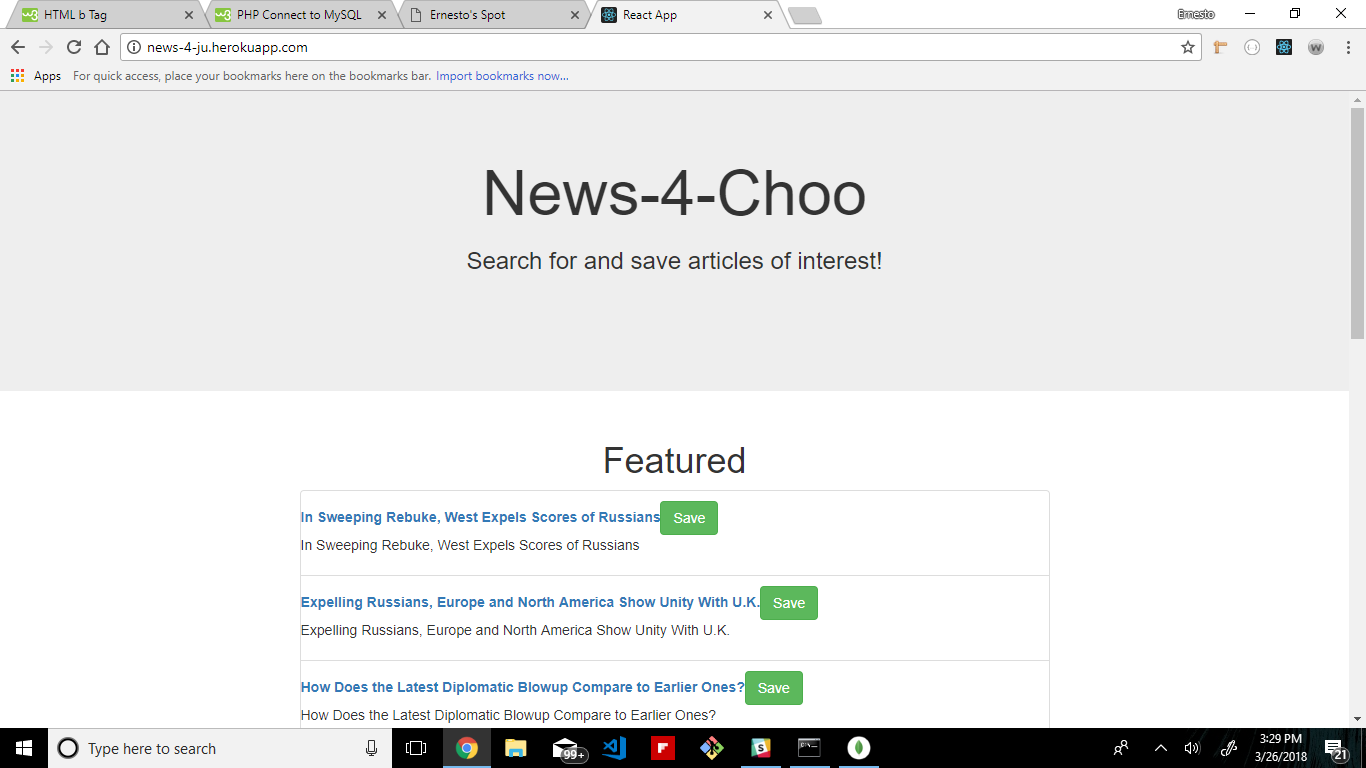 HTML b Tag
PHP Connect to MySQL
Ernesto's Spot
React App
Ernesto
news-4-ju.herokuapp.com
Apps
For quick access, place your bookmarks here on the bookmarks bar. Import bookmarks now...
News-4-Choo
Search for and save articles of interest!
Featured
In Sweeping Rebuke, West Expels Scores of Russians Save
In Sweeping Rebuke, West Expels Scores of Russians
Expelling Russians, Europe and North America Show Unity With U.K. Save
Expelling Russians, Europe and North America Show Unity With U.K.
How Does the Latest Diplomatic Blowup Compare to Earlier Ones? Save
How Does the Latest Diplomatic Blowup Compare to Earlier Ones?
Type here to search
99+
3:29 PM
3/26/2018
21